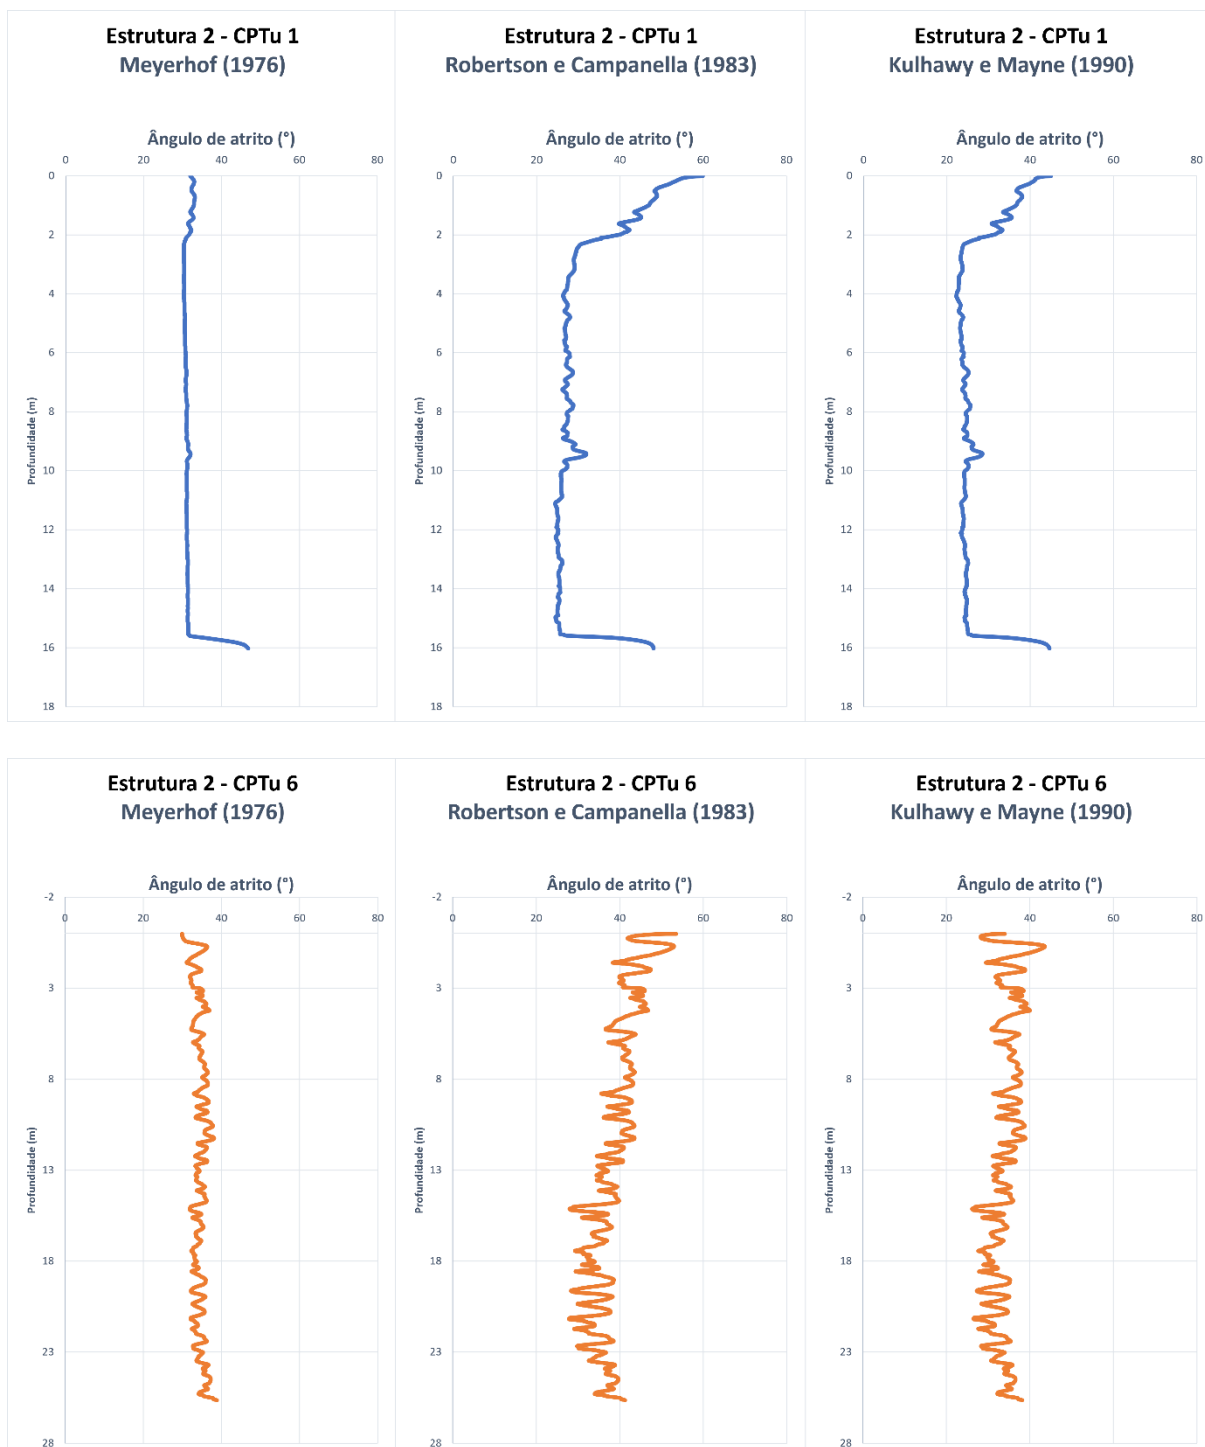 Estrutura 2 - CPTu 1
Meyerhof (1976)
Ângulo de atrito (°)
0 20 40 60 80
0
2
4
6
8
10
12
14
16
18
Profundidade (m)
Estrutura 2 - CPTu 1
Robertson e Campanella (1983)
Ângulo de atrito (°)
0 20 40 60 80
0
2
4
6
8
10
12
14
16
18
Profundidade (m)
Estrutura 2 - CPTu 1
Kulhawy e Mayne (1990)
Ângulo de atrito (°)
0 20 40 60 80
0
2
4
6
8
10
12
14
16
18
Profundidade (m)
Estrutura 2 - CPTu 6
Meyerhof (1976)
Ângulo de atrito (°)
-2
0 20 40 60 80
3
8
13
18
23
28
Profundidade (m)
Estrutura 2 - CPTu 6
Robertson e Campanella (1983)
Ângulo de atrito (°)
-2
0 20 40 60 80
3
8
13
18
23
28
Profundidade (m)
Estrutura 2 - CPTu 6
Kulhawy e Mayne (1990)
Ângulo de atrito (°)
-2
0 20 40 60 80
3
8
13
18
23
28
Profundidade (m)